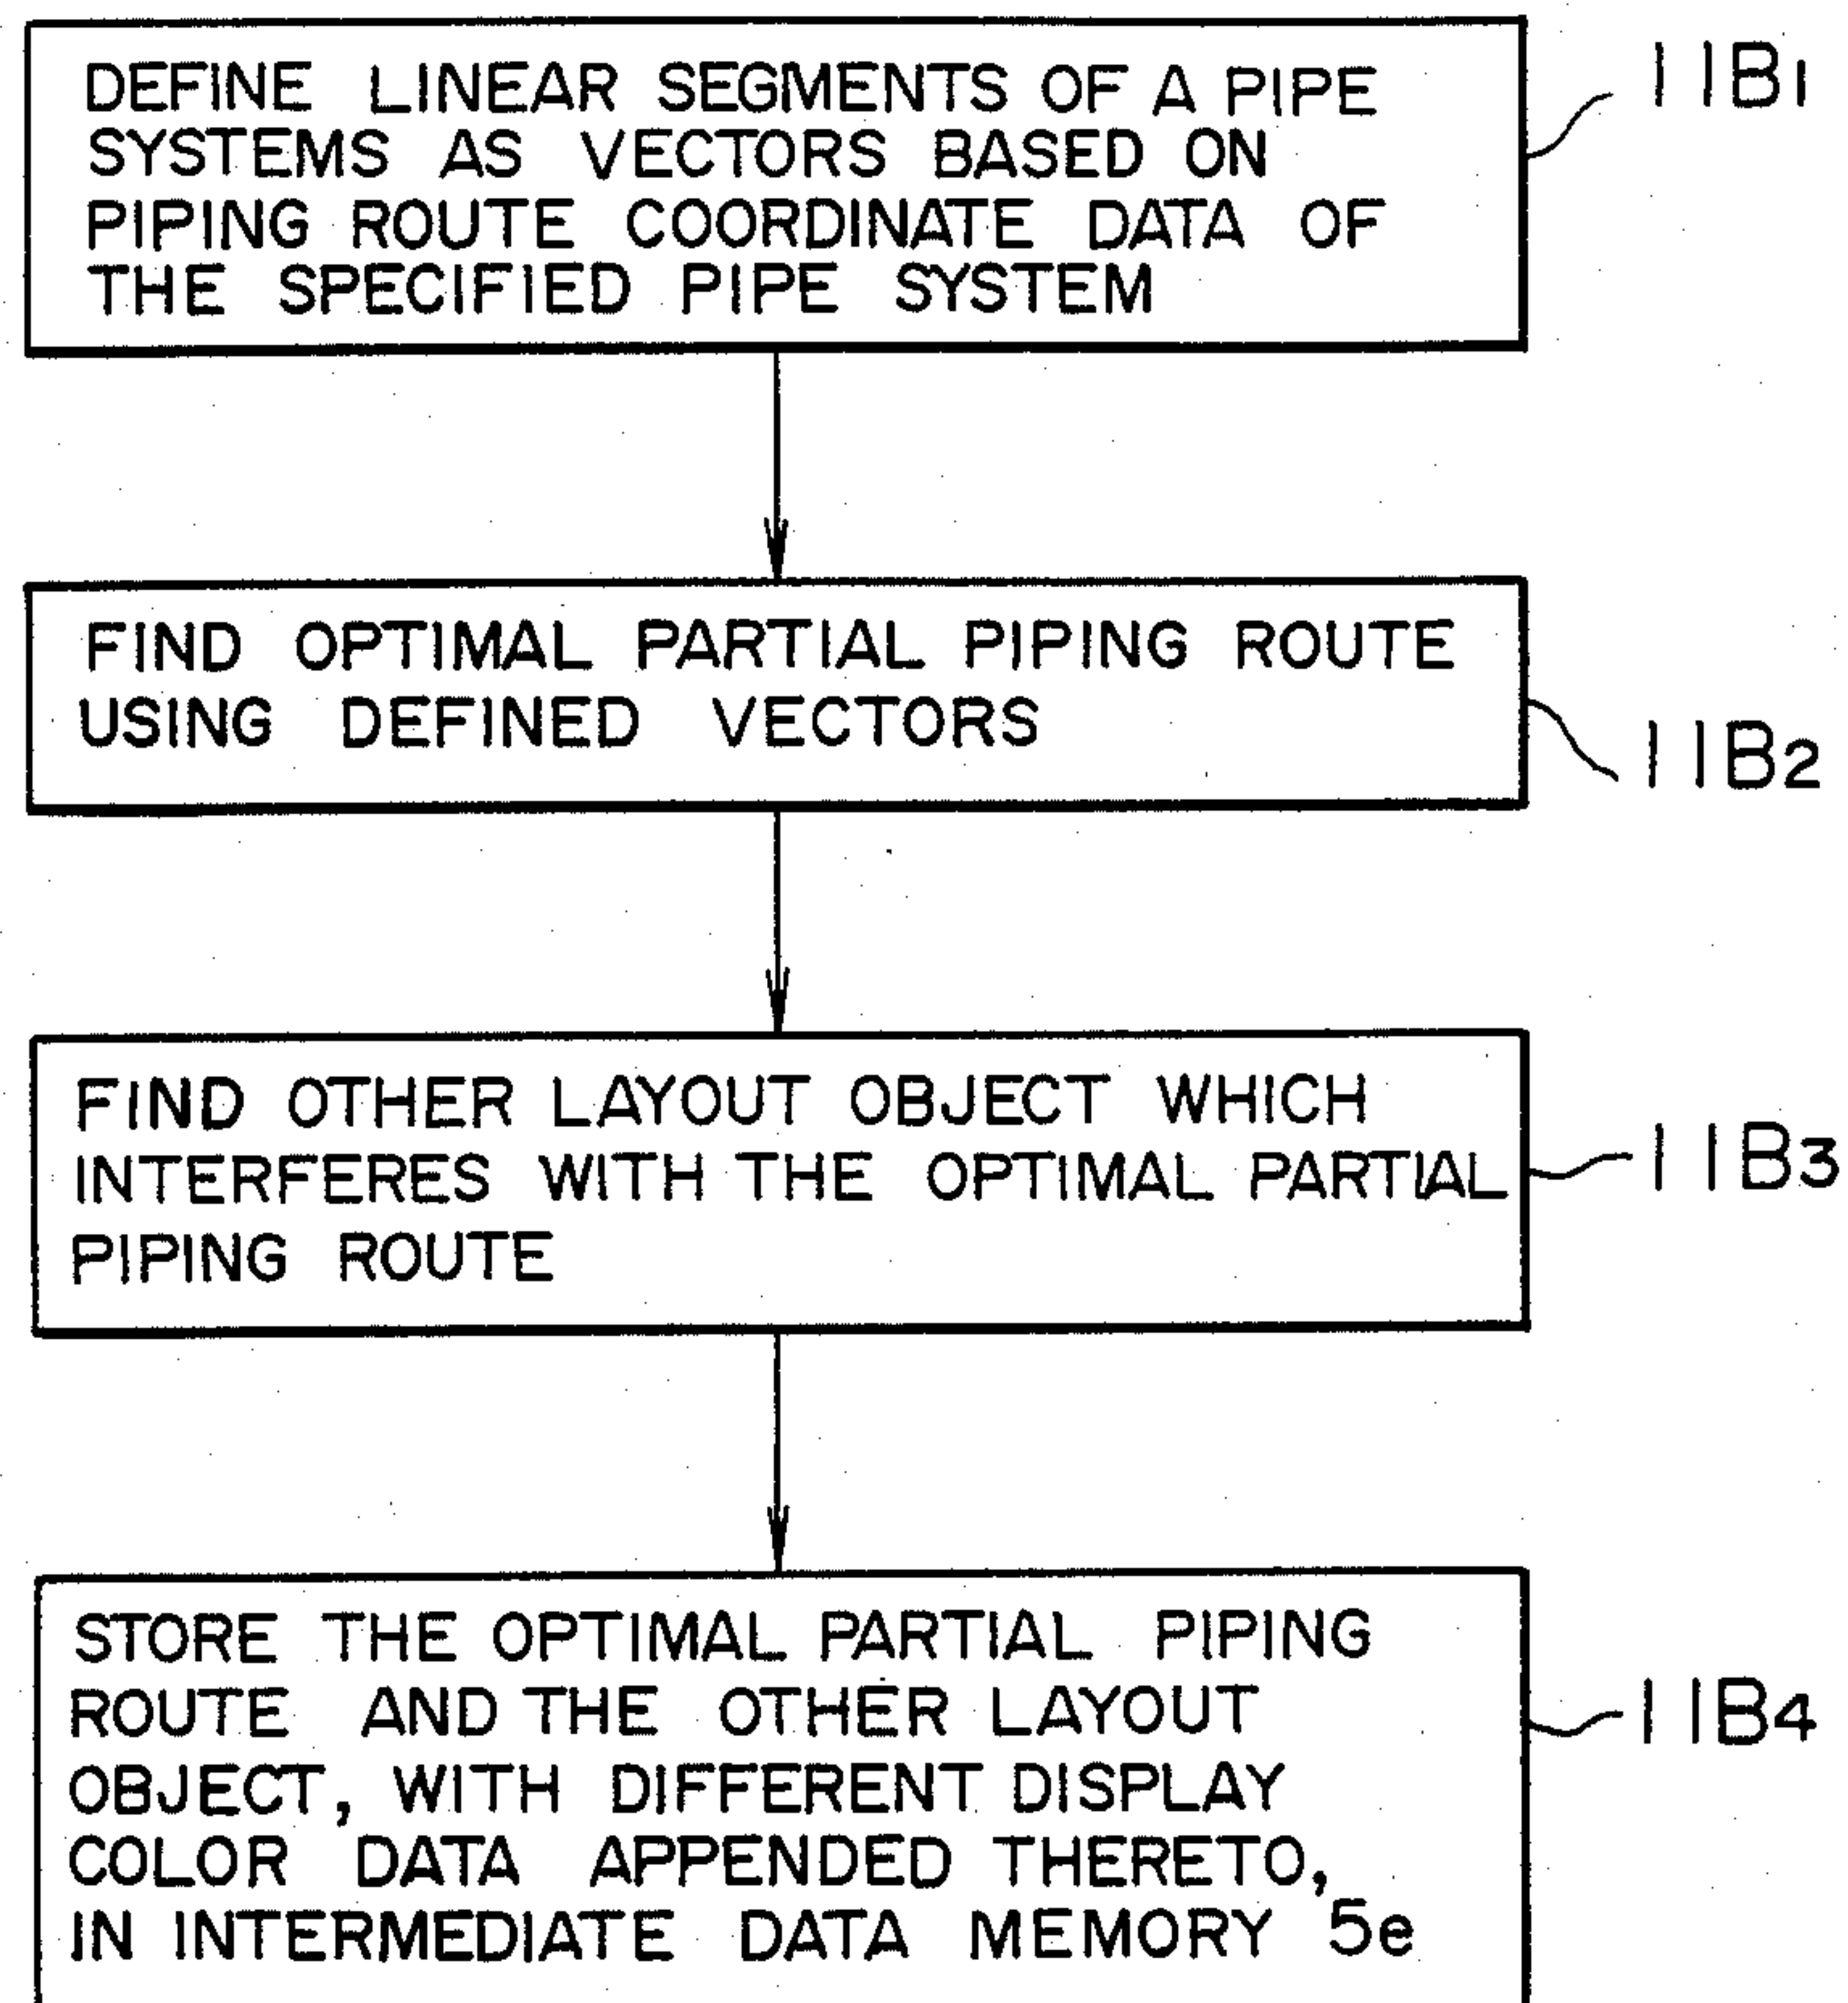 DEFINE LINEAR SEGMENTS OF A PIPE
SYSTEMS AS VECTORS BASED ON
PIPING ROUTE COORDINATE DATA OF
THE SPECIFIED PIPE SYSTEM
11B1
FIND OPTIMAL PARTIAL PIPING ROUTE
USING DEFINED VECTORS
11B2
FIND OTHER LAYOUT OBJECT WHICH
INTERFERES WITH THE OPTIMAL PARTIAL
PIPING ROUTE
11B3
STORE THE OPTIMAL PARTIAL PIPING
ROUTE AND THE OTHER LAYOUT
OBJECT, WITH DIFFERENT DISPLAY
COLOR DATA APPENDED THERETO,
IN INTERMEDIATE DATA MEMORY 5e
11B4